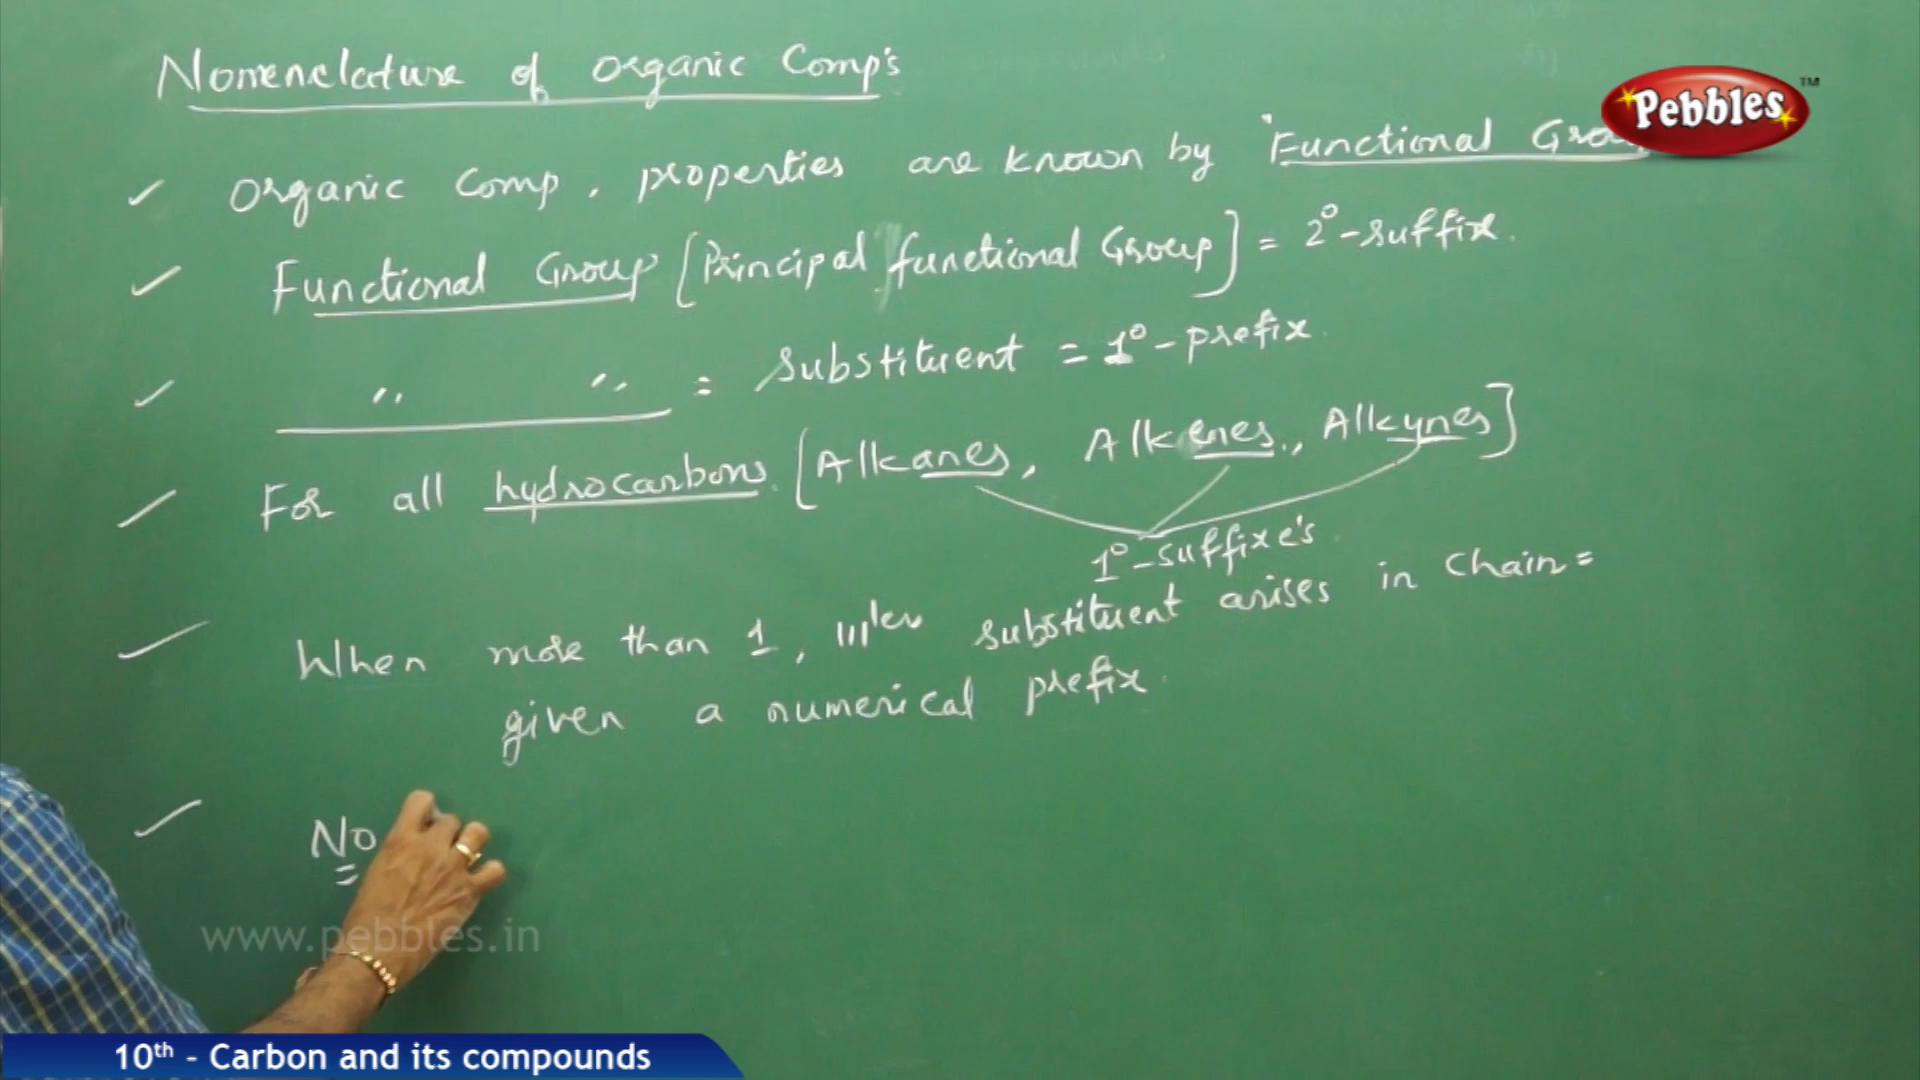 Nomenclature of Organic Comp's
Pebbles™
✓ Organic Comp. properties are known by 'Functional Grou
✓ Functional Group [Principal functional Group] = 2°-suffix.
✓ ,, ,, = Substituent = 1°-prefix.
✓ For all hydrocarbons. [Alkanes, Alkenes., Alkynes]
1°-suffixe's.
✓ When more than 1, |||ler substituent arises in Chain =
given a numerical prefix.
✓ No
www.pebbles.in
10th - Carbon and its compounds